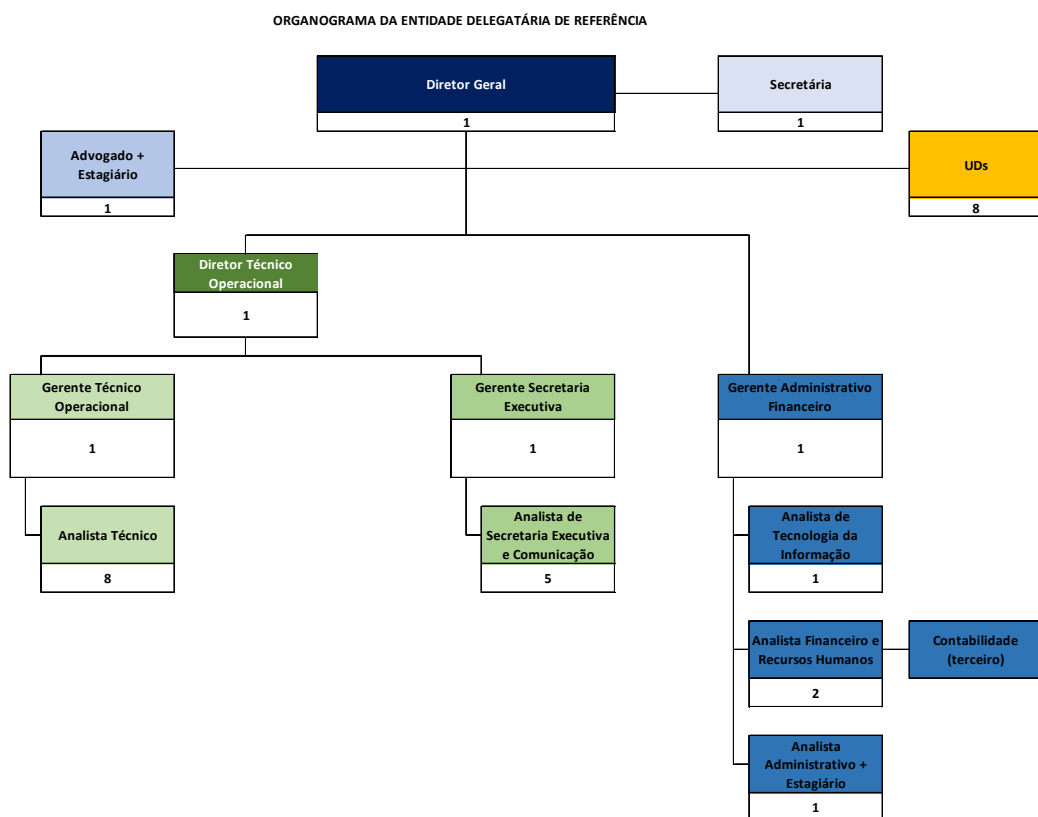 ORGANOGRAMA DA ENTIDADE DELEGATÁRIA DE REFERÊNCIA
Diretor Geral
1
Secretária
1
Advogado +
Estagiário
1
UDs
8
Diretor Técnico
Operacional
1
Gerente Técnico
Operacional
1
Gerente Secretaria
Executiva
1
Gerente Administrativo
Financeiro
1
Analista Técnico
8
Analista de
Secretaria Executiva
e Comunicação
5
Analista de
Tecnologia da
Informação
1
Analista Financeiro e
Recursos Humanos
2
Contabilidade
(terceiro)
Analista
Administrativo +
Estagiário
1